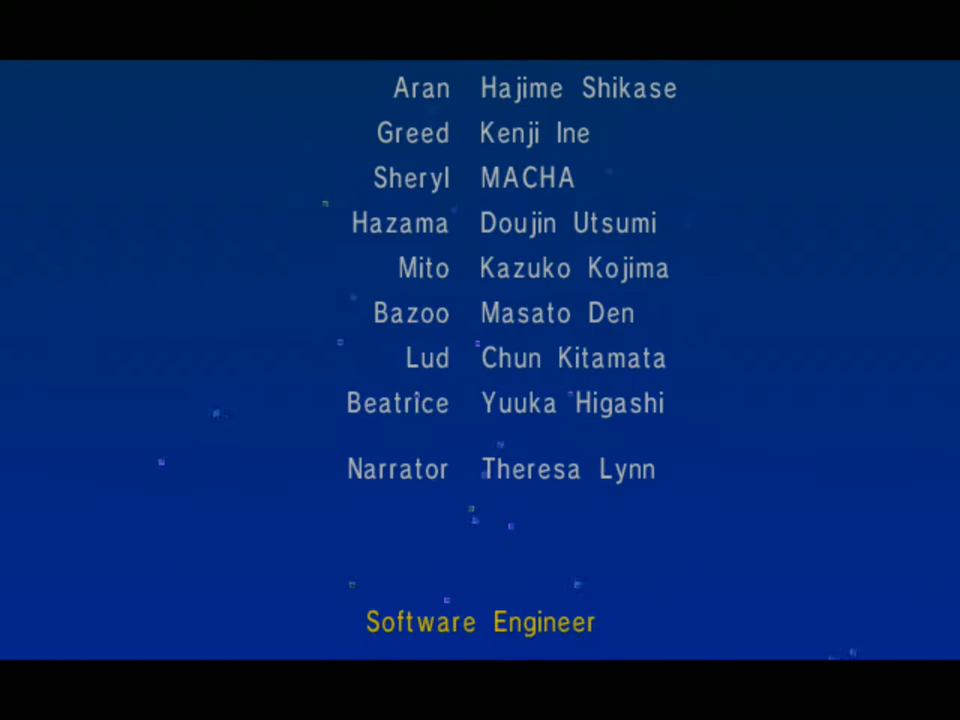 Aran Hajime Shikase
Greed Kenji Ine
Sheryl MACHA
Hazama Doujin Utsumi
Mito Kazuko Kojima
Bazoo Masato Den
Lud Chun Kitamata
Beatrice Yuuka Higashi
Narrator Theresa Lynn
Software Engineer